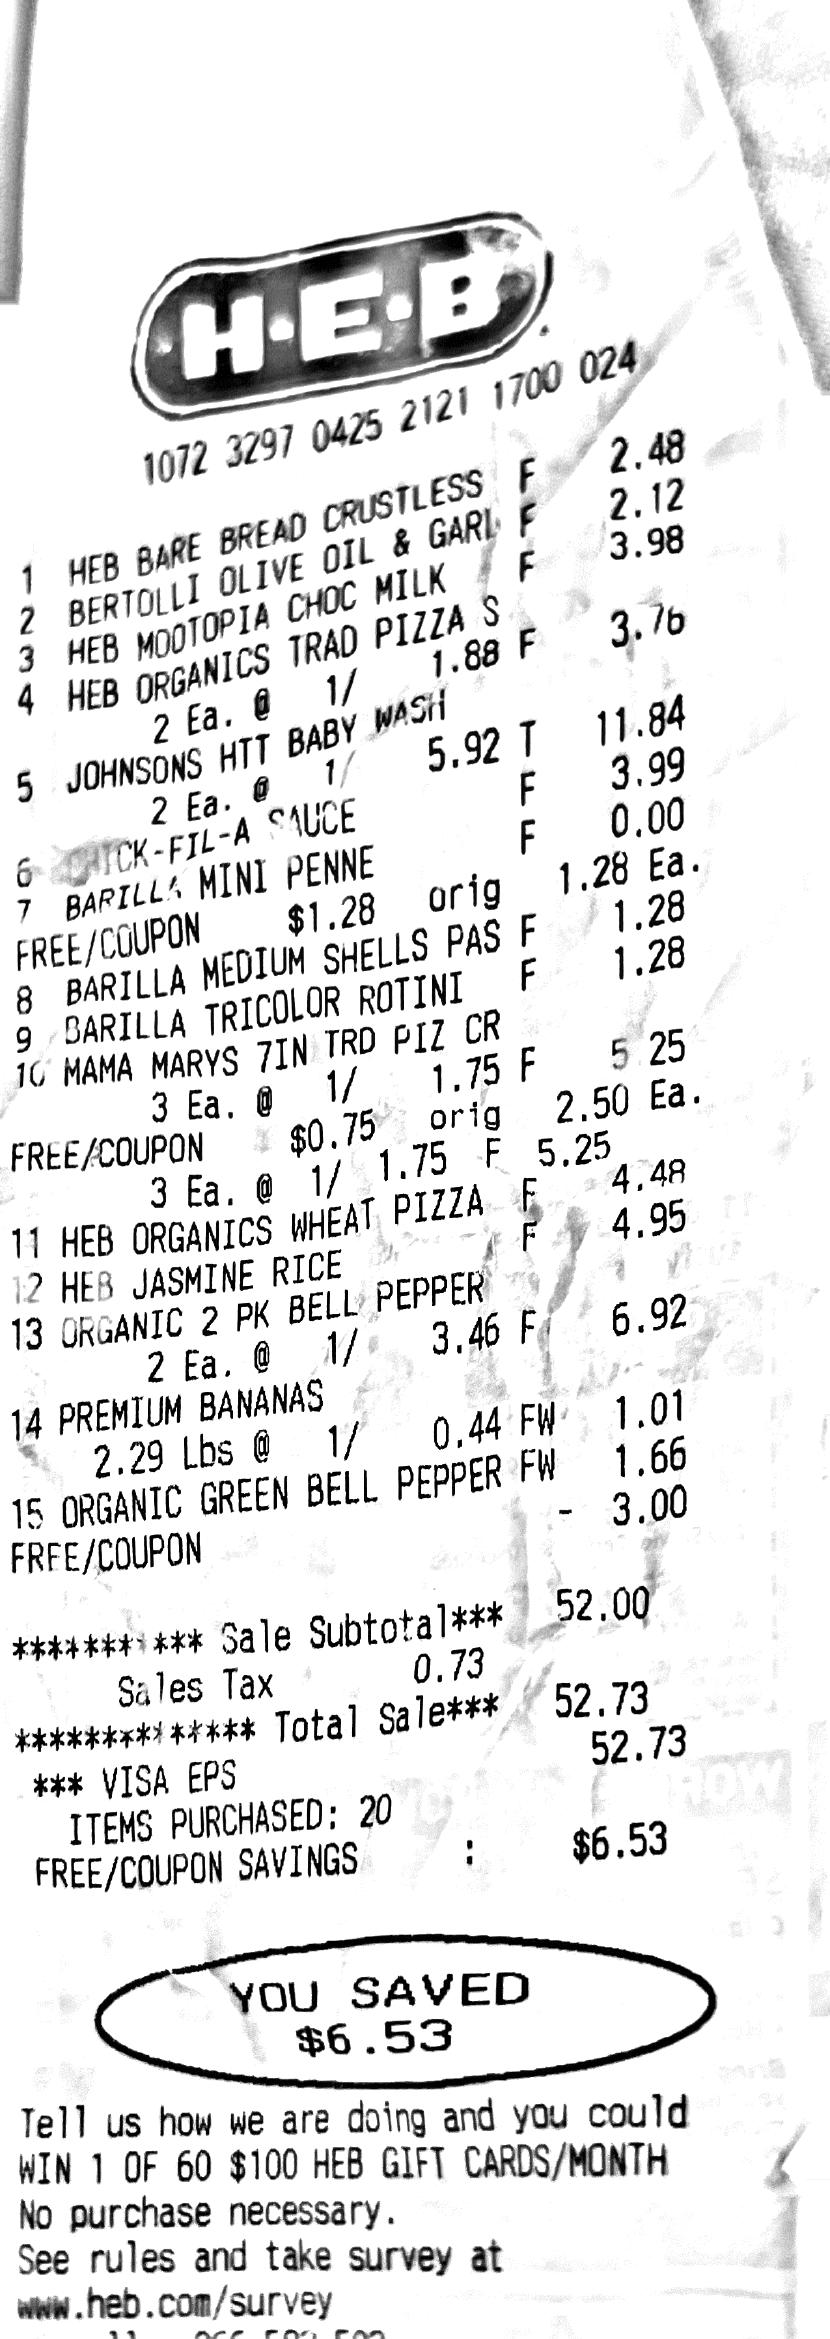 H·E·B
1072 3297 0425 2121 1700 024
1 HEB BARE BREAD CRUSTLESS F 2.48
2 BERTOLLI OLIVE OIL & GARL F 2.12
3 HEB MOOTOPIA CHOC MILK F 3.98
4 HEB ORGANICS TRAD PIZZA S
2 Ea. @ 1/ 1.88 F 3.76
5 JOHNSONS HTT BABY WASH
2 Ea. @ 1/ 5.92 T 11.84
6 CHICK-FIL-A SAUCE F 3.99
7 BARILLA MINI PENNE F 0.00
FREE/COUPON $1.28 orig 1.28 Ea.
8 BARILLA MEDIUM SHELLS PAS F 1.28
9 BARILLA TRICOLOR ROTINI F 1.28
10 MAMA MARYS 7IN TRD PIZ CR
3 Ea. @ 1/ 1.75 F 5 25
FREE/COUPON $0.75 orig 2.50 Ea.
3 Ea. @ 1/ 1.75 F 5.25
11 HEB ORGANICS WHEAT PIZZA F 4.48
12 HEB JASMINE RICE F 4.95
13 ORGANIC 2 PK BELL PEPPER
2 Ea. @ 1/ 3.46 F 6.92
14 PREMIUM BANANAS
2.29 Lbs @ 1/ 0.44 FW 1.01
15 ORGANIC GREEN BELL PEPPER FW 1.66
FREE/COUPON - 3.00
*********** Sale Subtotal*** 52.00
Sales Tax 0.73
************** Total Sale*** 52.73
*** VISA EPS 52.73
ITEMS PURCHASED: 20
FREE/COUPON SAVINGS : $6.53
YOU SAVED
$6.53
Tell us how we are doing and you could
WIN 1 OF 60 $100 HEB GIFT CARDS/MONTH
No purchase necessary.
See rules and take survey at
www.heb.com/survey